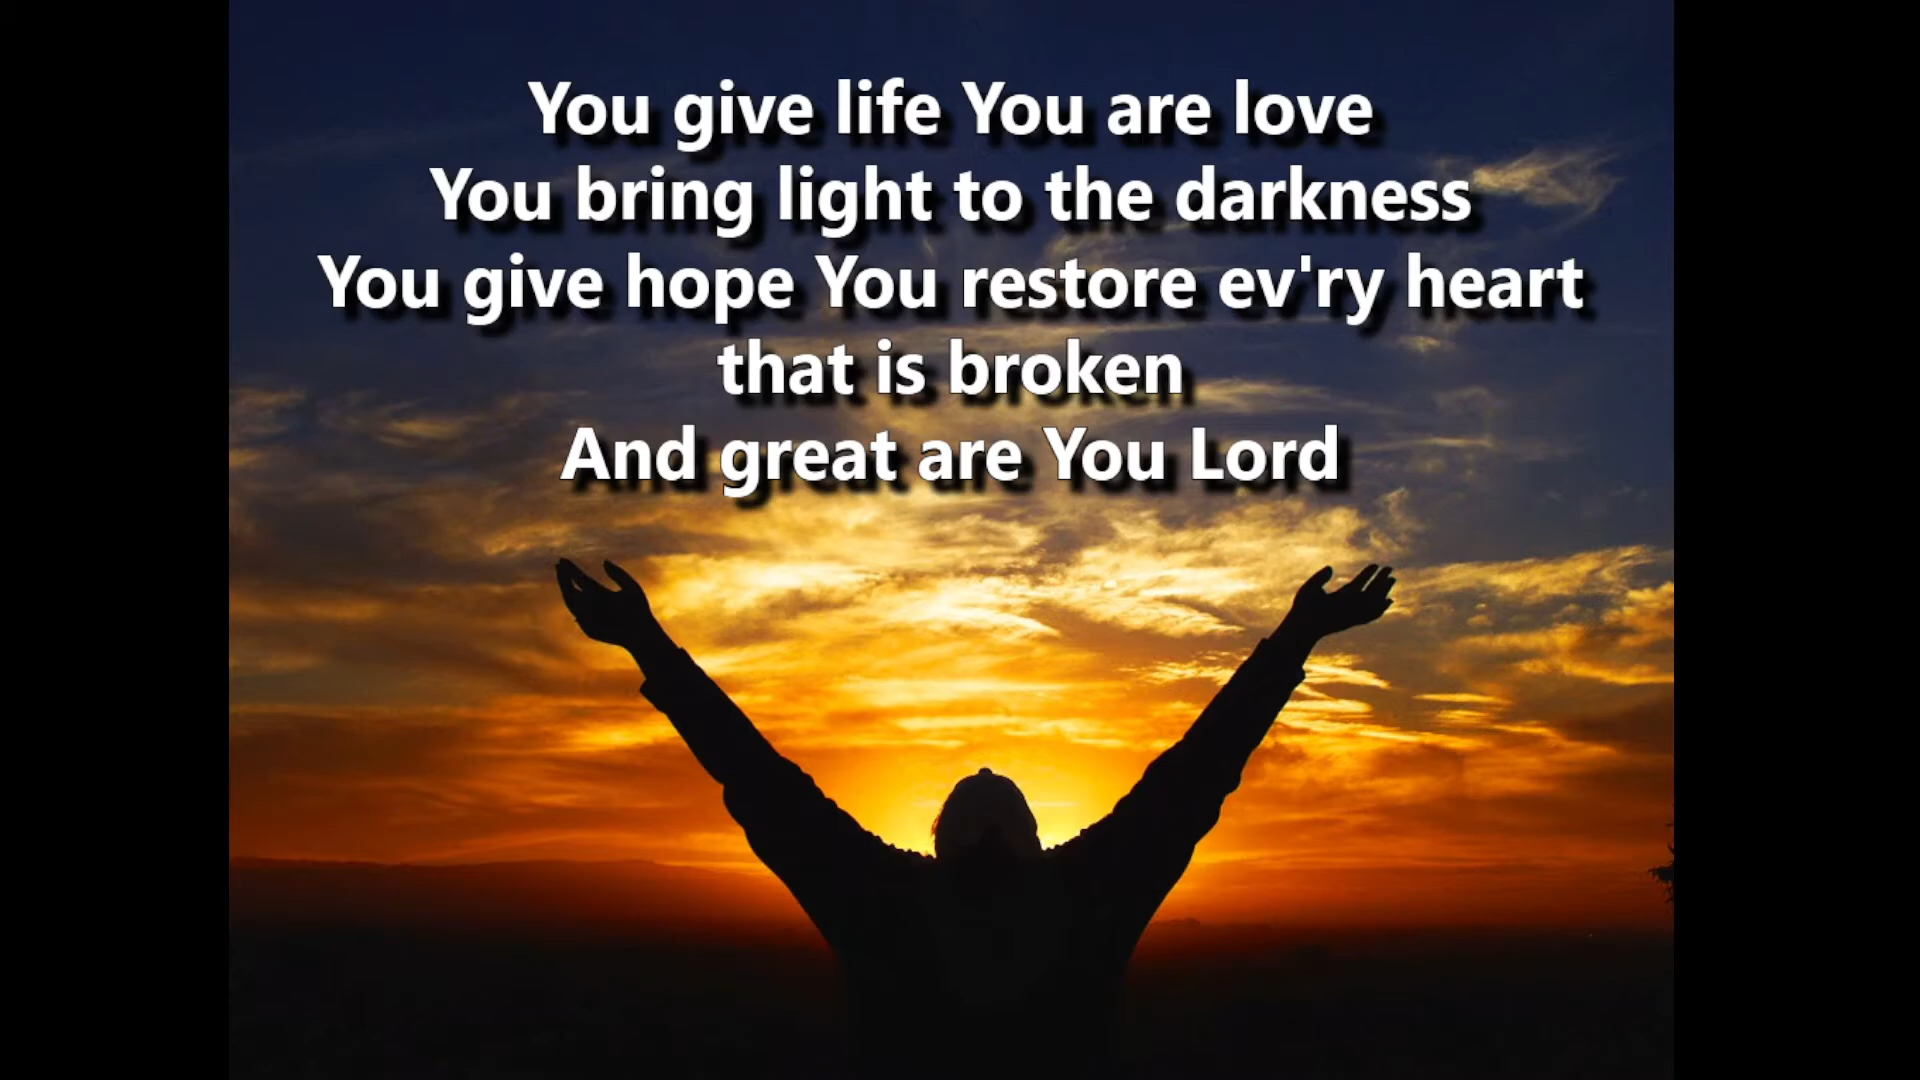 You give life You are love
You bring light to the darkness
You give hope You restore ev'ry heart
that is broken
And great are You Lord